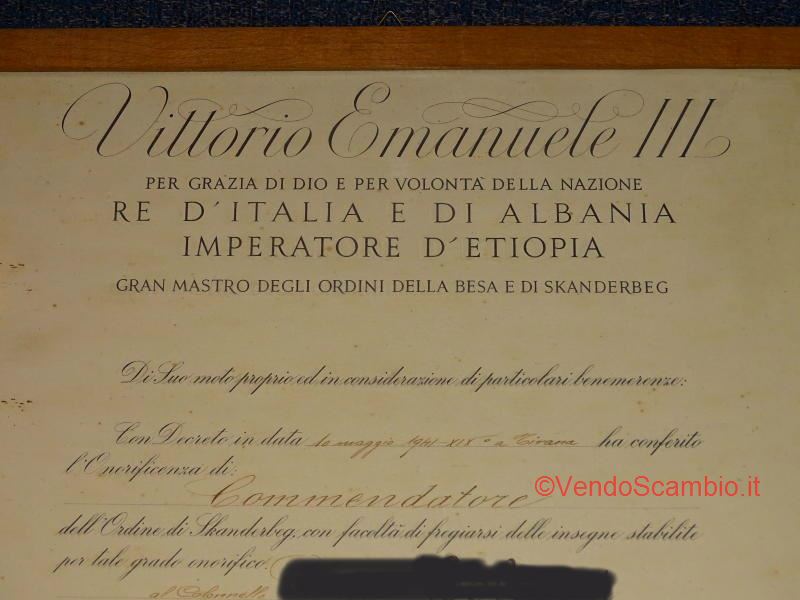 Vittorio Emanuele III
PER GRAZIA DI DIO E PER VOLONTÀ DELLA NAZIONE
RE D'ITALIA E DI ALBANIA
IMPERATORE D'ETIOPIA
GRAN MASTRO DEGLI ORDINI DELLA BESA E DI SKANDERBEG
Di Suo moto proprio ed in considerazione di particolari benemerenze:
Con Decreto in data 10 maggio 1941-XIX° a Tirana ha conferito
l'Onorificenza di:
Commendatore
©VendoScambio.it
dell'Ordine di Skanderbeg, con facoltà di fregiarsi delle insegne stabilite
per tale grado onorifico.
al Colonnello